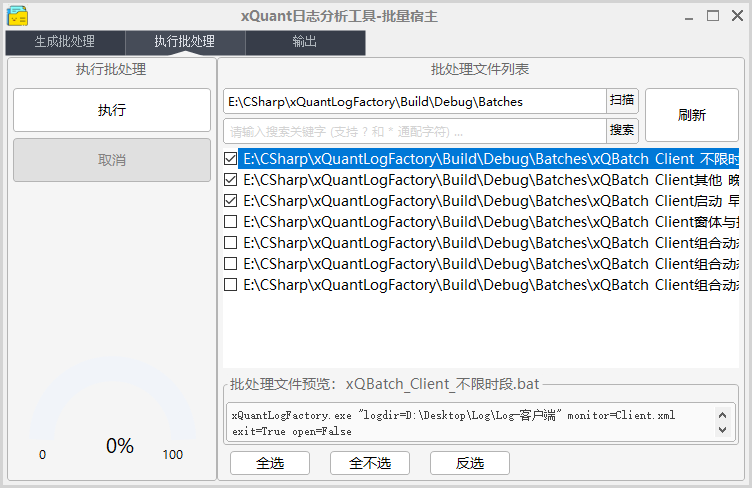 xQuant日志分析工具-批量宿主
生成批处理 执行批处理 输出
执行批处理
执行
取消
0%
0 100
批处理文件列表
E:\CSharp\xQuantLogFactory\Build\Debug\Batches 扫描
请输入搜索关键字 (支持 ? 和 * 通配字符) ... 搜索
刷新
E:\CSharp\xQuantLogFactory\Build\Debug\Batches\xQBatch_Client_不限时
E:\CSharp\xQuantLogFactory\Build\Debug\Batches\xQBatch_Client其他_晚
E:\CSharp\xQuantLogFactory\Build\Debug\Batches\xQBatch_Client启动_早
E:\CSharp\xQuantLogFactory\Build\Debug\Batches\xQBatch_Client窗体与
E:\CSharp\xQuantLogFactory\Build\Debug\Batches\xQBatch_Client组合动态
E:\CSharp\xQuantLogFactory\Build\Debug\Batches\xQBatch_Client组合动态
E:\CSharp\xQuantLogFactory\Build\Debug\Batches\xQBatch_Client组合动态
批处理文件预览: xQBatch_Client_不限时段.bat
xQuantLogFactory.exe "logdir=D:\Desktop\Log\Log-客户端" monitor=Client.xml
exit=True open=False
全选 全不选 反选